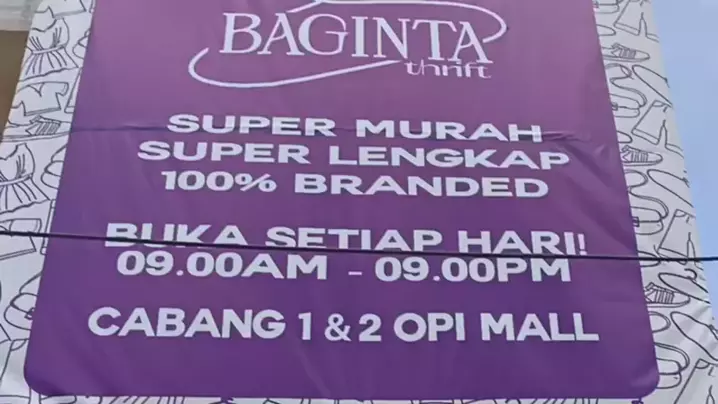 BAGINTA
thrift
SUPER MURAH
SUPER LENGKAP
100% BRANDED
BUKA SETIAP HARI!
09.00AM - 09.00PM
CABANG 1 & 2 OPI MALL